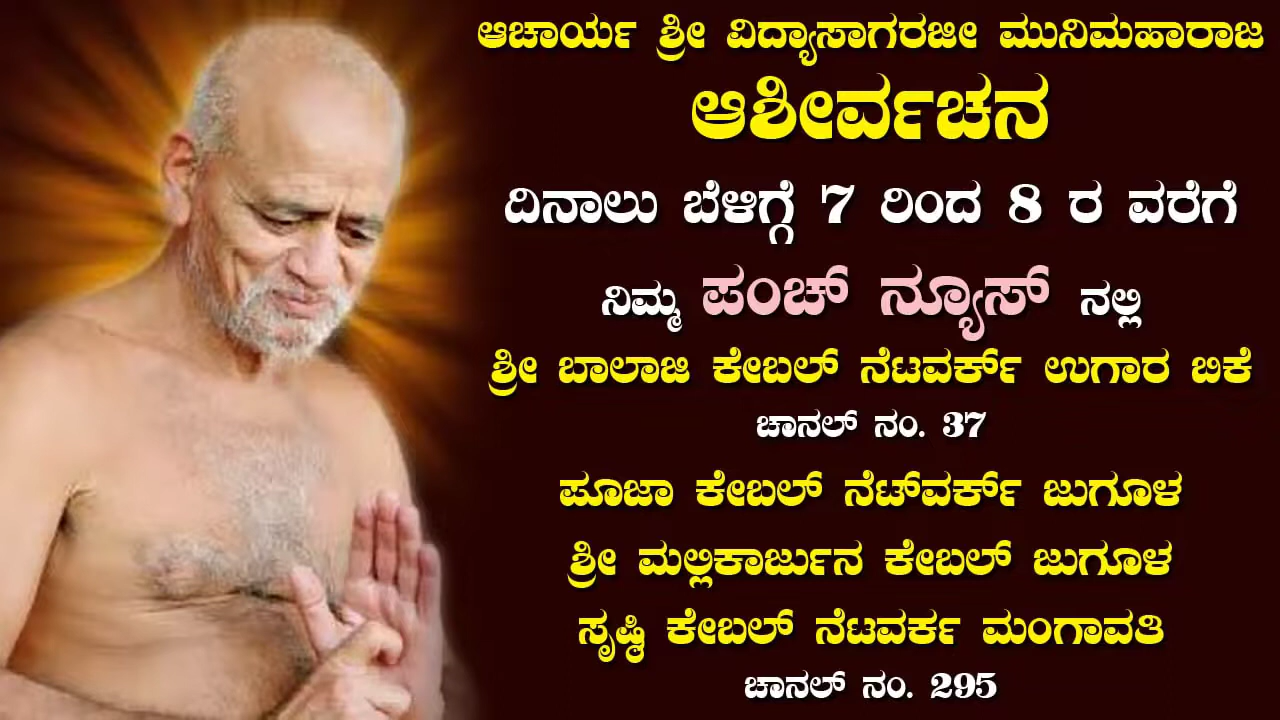 ಆಚಾರ್ಯ ಶ್ರೀ ವಿದ್ಯಾಸಾಗರಜೀ ಮುನಿಮಹಾರಾಜ
ಆಶೀರ್ವಚನ
ದಿನಾಲು ಬೆಳಿಗ್ಗೆ 7 ರಿಂದ 8 ರ ವರೆಗೆ
ನಿಮ್ಮ ಪಂಚ್ ನ್ಯೂಸ್ ನಲ್ಲಿ
ಶ್ರೀ ಬಾಲಾಜಿ ಕೇಬಲ್ ನೆಟವರ್ಕ್ ಉಗಾರ ಬಿಕೆ
ಚಾನಲ್ ನಂ. 37
ಪೂಜಾ ಕೇಬಲ್ ನೆಟ್‌ವರ್ಕ್ ಜುಗೂಳ
ಶ್ರೀ ಮಲ್ಲಿಕಾರ್ಜುನ ಕೇಬಲ್ ಜುಗೂಳ
ಸೃಷ್ಠಿ ಕೇಬಲ್ ನೆಟವರ್ಕ ಮಂಗಾವತಿ
ಚಾನಲ್ ನಂ. 295